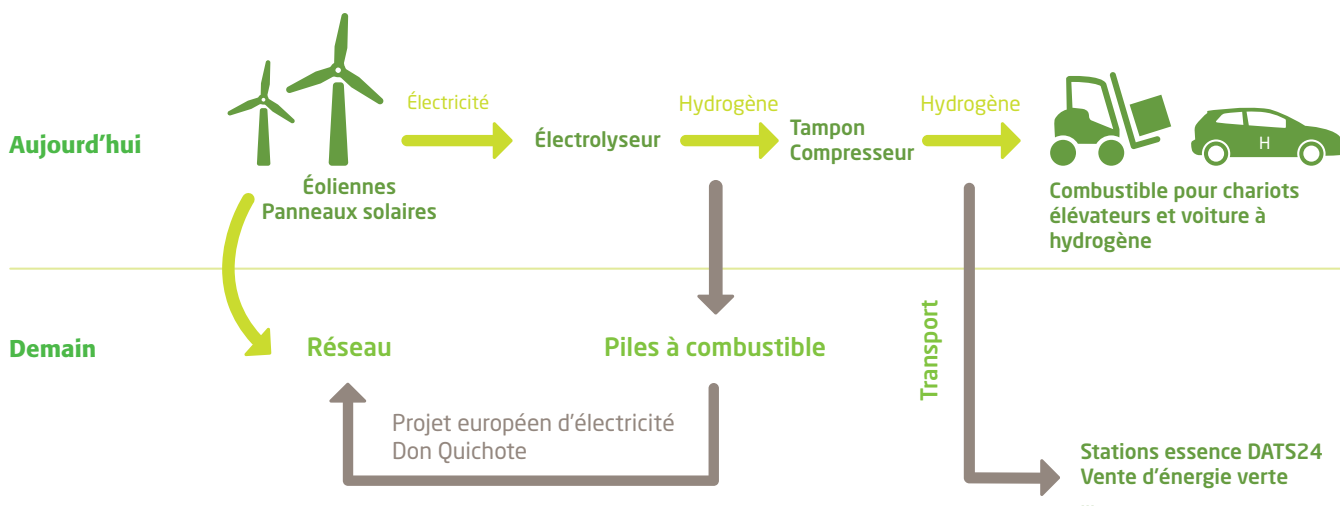 Électricité
Hydrogène
Hydrogène
Aujourd'hui
Électrolyseur
Tampon
Compresseur
H
Éoliennes
Panneaux solaires
Combustible pour chariots
élévateurs et voiture à
hydrogène
Demain
Réseau
Piles à combustible
Transport
Projet européen d'électricité
Don Quichote
Stations essence DATS24
Vente d'énergie verte